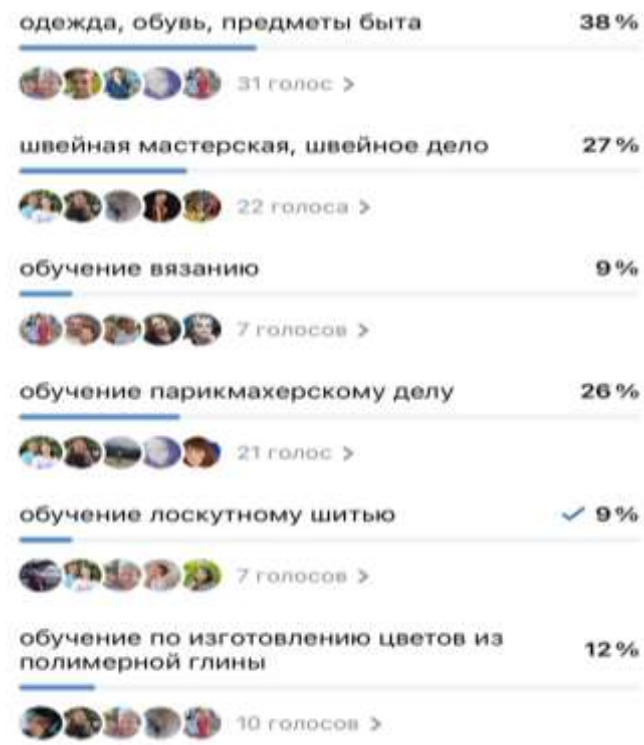 одежда, обувь, предметы быта 38 %
31 голос >
швейная мастерская, швейное дело 27 %
22 голоса >
обучение вязанию 9 %
7 голосов >
обучение парикмахерскому делу 26 %
21 голос >
обучение лоскутному шитью ✓ 9 %
7 голосов >
обучение по изготовлению цветов из
полимерной глины 12 %
10 голосов >